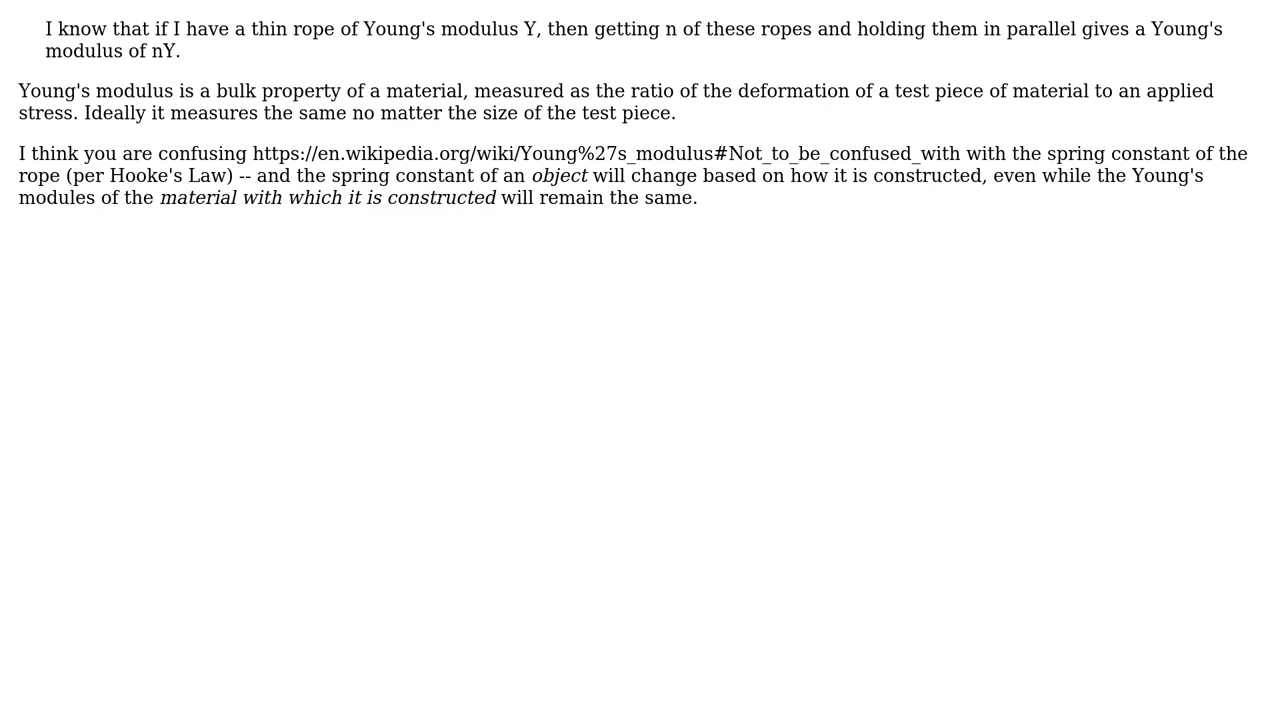 I know that if I have a thin rope of Young's modulus Y, then getting n of these ropes and holding them in parallel gives a Young's
modulus of nY.
Young's modulus is a bulk property of a material, measured as the ratio of the deformation of a test piece of material to an applied
stress. Ideally it measures the same no matter the size of the test piece.
I think you are confusing https://en.wikipedia.org/wiki/Young%27s_modulus#Not_to_be_confused_with with the spring constant of the
rope (per Hooke's Law) -- and the spring constant of an object will change based on how it is constructed, even while the Young's
modules of the material with which it is constructed will remain the same.